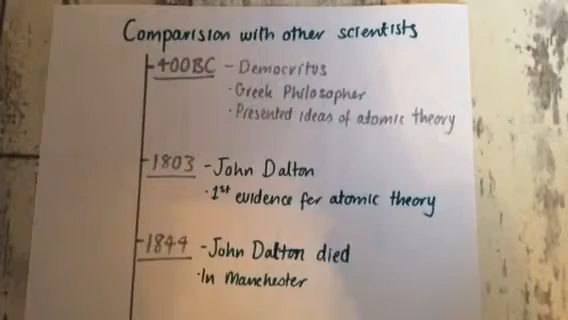 Comparision with other scientists
400BC - Democritus
· Greek Philosopher
· Presented ideas of atomic theory
1803 - John Dalton
· 1st evidence for atomic theory
1844 - John Dalton died
· In Manchester